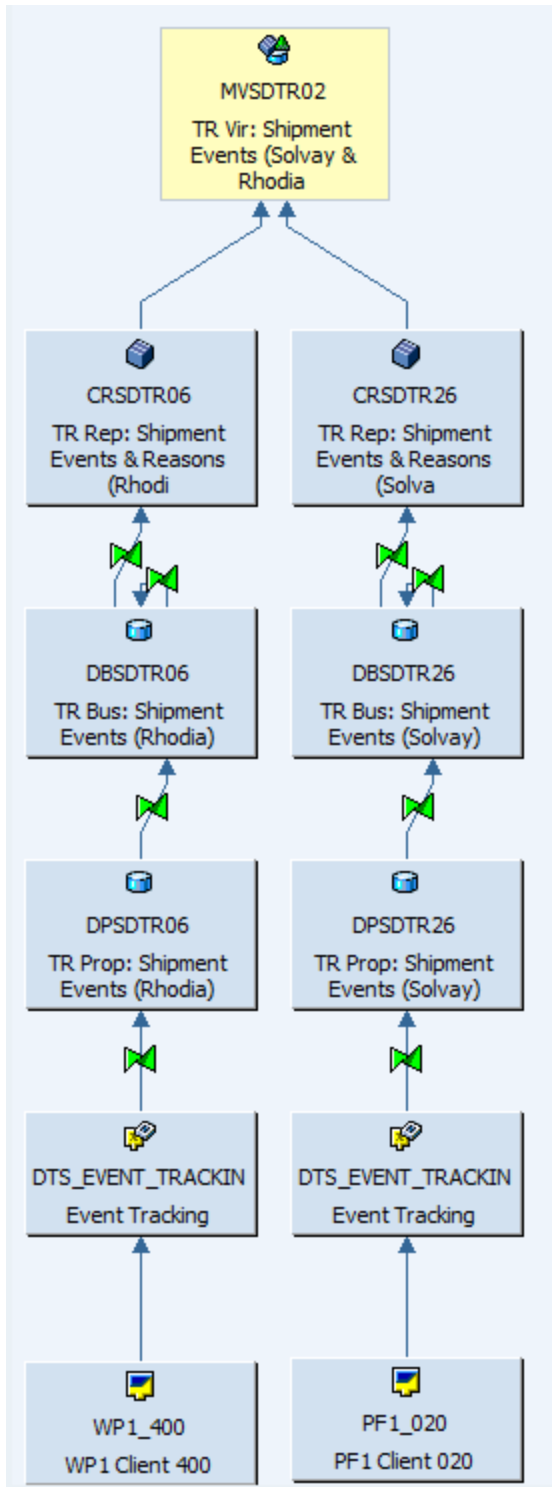 MVSDTR02
TR Vir: Shipment
Events (Solvay &
Rhodia
CRSDTR06
TR Rep: Shipment
Events & Reasons
(Rhodi
CRSDTR26
TR Rep: Shipment
Events & Reasons
(Solva
DBSDTR06
TR Bus: Shipment
Events (Rhodia)
DBSDTR26
TR Bus: Shipment
Events (Solvay)
DPSDTR06
TR Prop: Shipment
Events (Rhodia)
DPSDTR26
TR Prop: Shipment
Events (Solvay)
DTS_EVENT_TRACKIN
Event Tracking
DTS_EVENT_TRACKIN
Event Tracking
WP1_400
WP1 Client 400
PF1_020
PF1 Client 020